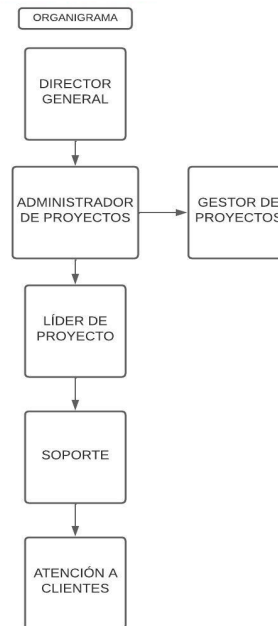 ORGANIGRAMA
DIRECTOR
GENERAL
ADMINISTRADOR
DE PROYECTOS
GESTOR DE
PROYECTOS
LÍDER DE
PROYECTO
SOPORTE
ATENCIÓN A
CLIENTES